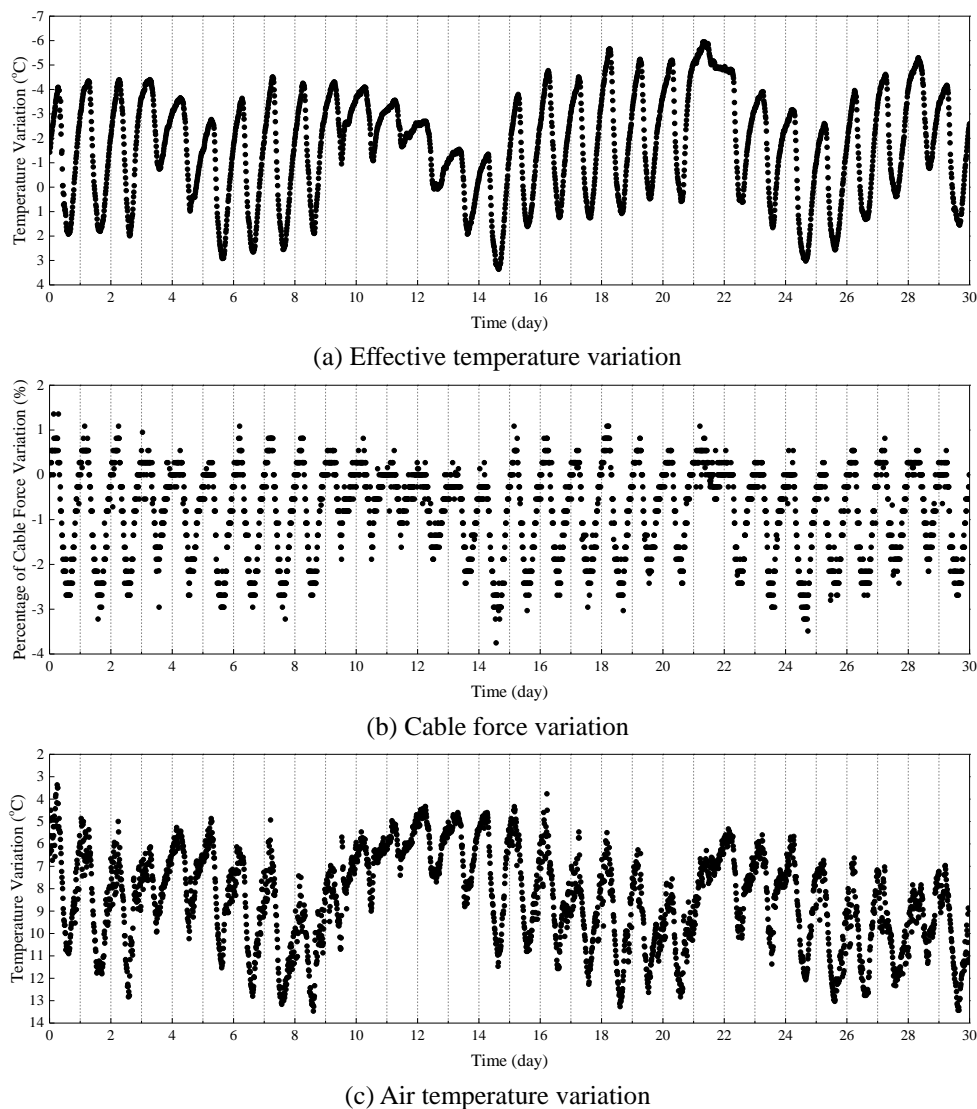 -7
-6
-5
-4
-3
-2
-1
0
1
2
3
4
Temperature Variation (°C)
0 2 4 6 8 10 12 14 16 18 20 22 24 26 28 30
Time (day)
(a) Effective temperature variation
2
1
0
-1
-2
-3
-4
Percentage of Cable Force Variation (%)
0 2 4 6 8 10 12 14 16 18 20 22 24 26 28 30
Time (day)
(b) Cable force variation
2
3
4
5
6
7
8
9
10
11
12
13
14
Temperature Variation (°C)
0 2 4 6 8 10 12 14 16 18 20 22 24 26 28 30
Time (day)
(c) Air temperature variation